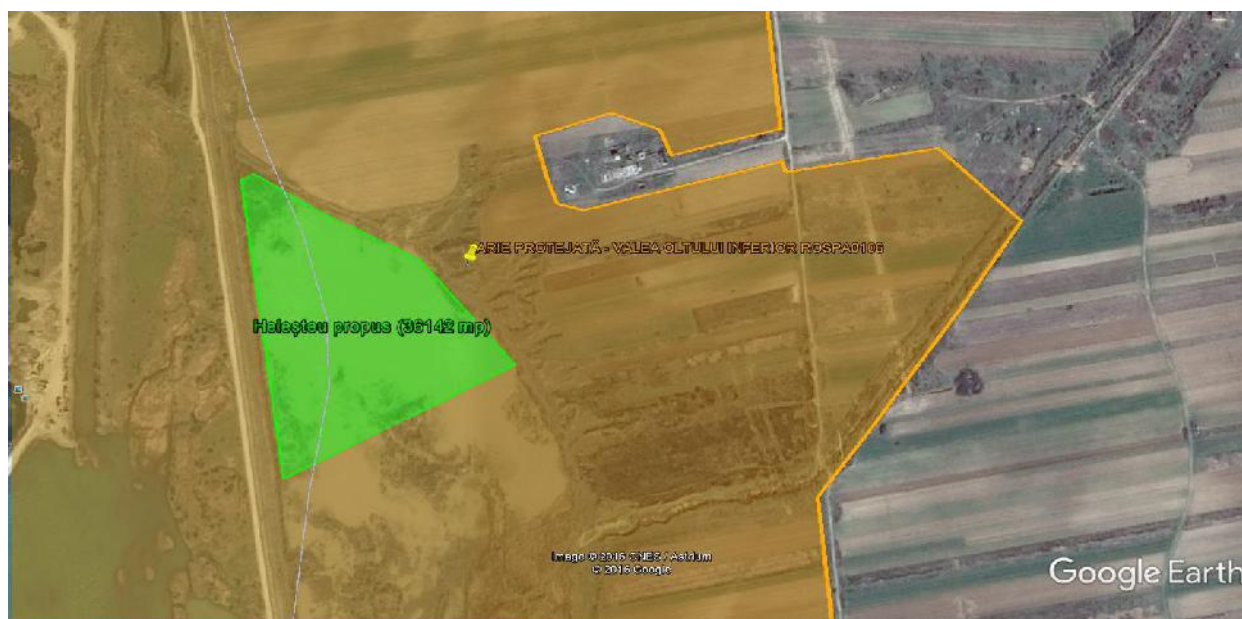 ARIE PROTEJATĂ - VALEA OLTULUI INFERIOR ROSPA0106
Heleșteu propus (36142 mp)
Image © 2016 CNES / Astrium
© 2016 Google
Google Earth